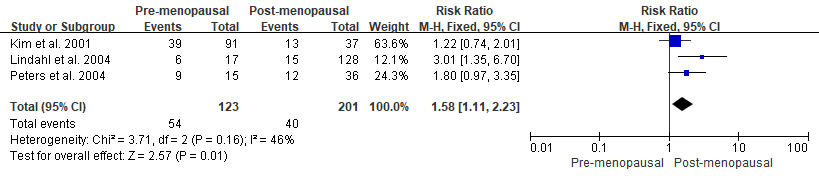 Pre-menopausal Post-menopausal Risk Ratio Risk Ratio
Study or Subgroup Events Total Events Total Weight M-H, Fixed, 95% CI M-H, Fixed, 95% CI
Kim et al. 2001 39 91 13 37 63.6% 1.22 [0.74, 2.01]
Lindahl et al. 2004 6 17 15 128 12.1% 3.01 [1.35, 6.70]
Peters et al. 2004 9 15 12 36 24.3% 1.80 [0.97, 3.35]
Total (95% CI) 123 201 100.0% 1.58 [1.11, 2.23]
Total events 54 40
Heterogeneity: Chi² = 3.71, df = 2 (P = 0.16); I² = 46%
Test for overall effect: Z = 2.57 (P = 0.01)
0.01 0.1 1 10 100
Pre-menopausal Post-menopausal